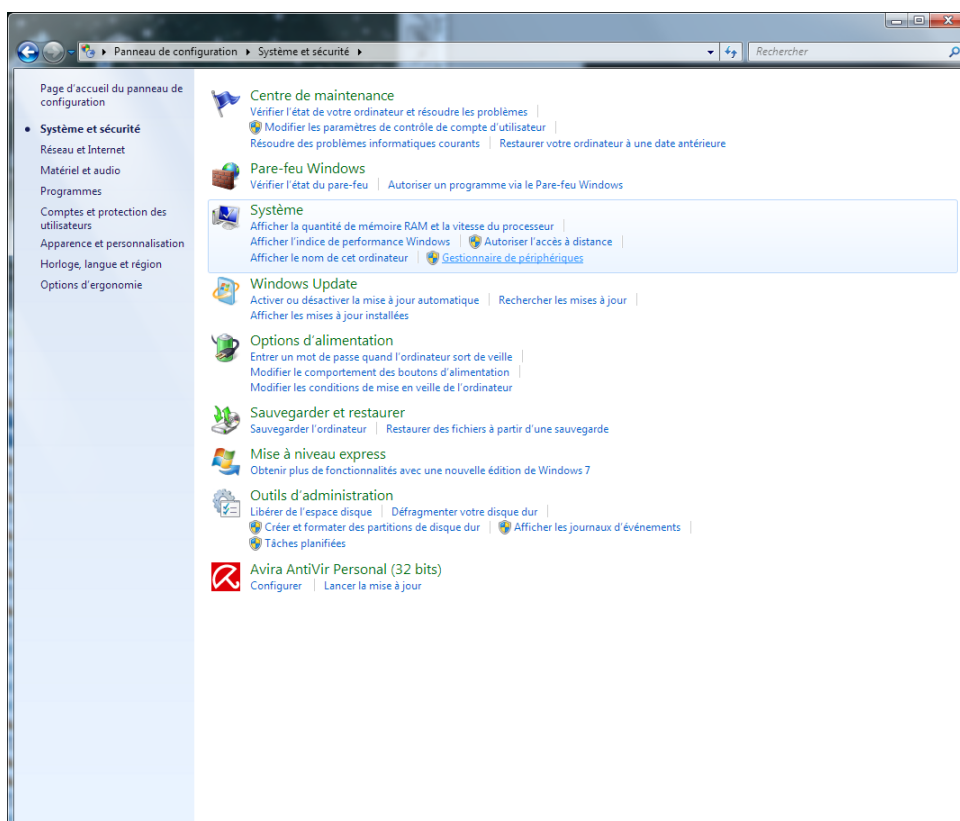 Panneau de configuration ▸ Système et sécurité ▸
Rechercher
Page d'accueil du panneau de
configuration
Système et sécurité
Réseau et Internet
Matériel et audio
Programmes
Comptes et protection des
utilisateurs
Apparence et personnalisation
Horloge, langue et région
Options d'ergonomie
Centre de maintenance
Vérifier l'état de votre ordinateur et résoudre les problèmes
Modifier les paramètres de contrôle de compte d'utilisateur
Résoudre des problèmes informatiques courants | Restaurer votre ordinateur à une date antérieure
Pare-feu Windows
Vérifier l'état du pare-feu | Autoriser un programme via le Pare-feu Windows
Système
Afficher la quantité de mémoire RAM et la vitesse du processeur
Afficher l'indice de performance Windows | Autoriser l'accès à distance
Afficher le nom de cet ordinateur | Gestionnaire de périphériques
Windows Update
Activer ou désactiver la mise à jour automatique | Rechercher les mises à jour
Afficher les mises à jour installées
Options d'alimentation
Entrer un mot de passe quand l'ordinateur sort de veille
Modifier le comportement des boutons d'alimentation
Modifier les conditions de mise en veille de l'ordinateur
Sauvegarder et restaurer
Sauvegarder l'ordinateur | Restaurer des fichiers à partir d'une sauvegarde
Mise à niveau express
Obtenir plus de fonctionnalités avec une nouvelle édition de Windows 7
Outils d'administration
Libérer de l'espace disque | Défragmenter votre disque dur
Créer et formater des partitions de disque dur | Afficher les journaux d'événements
Tâches planifiées
Avira AntiVir Personal (32 bits)
Configurer | Lancer la mise à jour